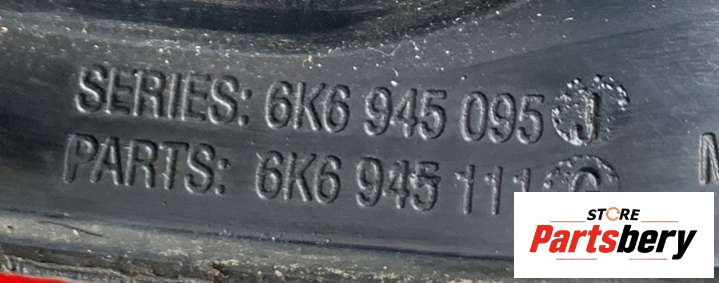 SERIES: 6K6 945 095 J
PARTS: 6K6 945 111 C
STORE
Partsbery